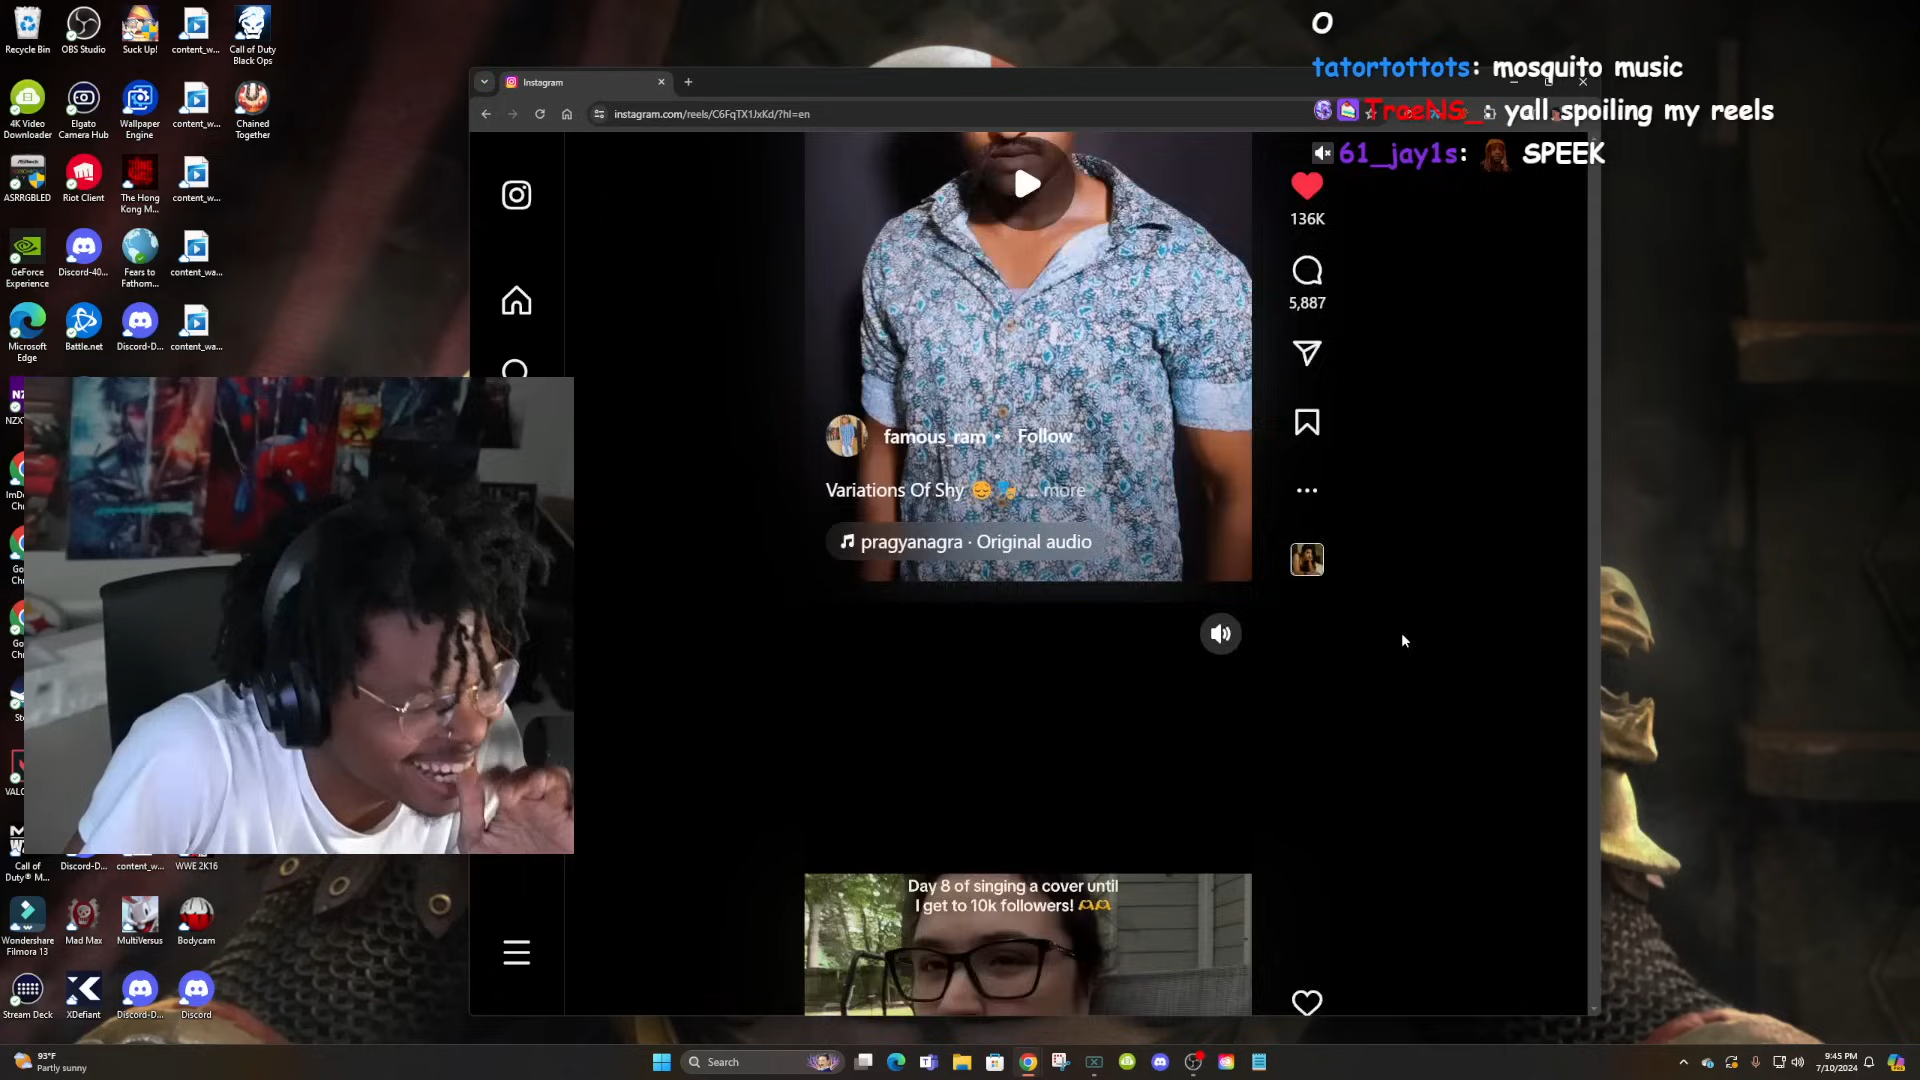 O
tatortottots: mosquito music
TraeNS_: yall spoiling my reels
61_jay1s: SPEEK
Instagram
instagram.com/reels/C6FqTX1JxKd/?hl=en
136K
5,887
famous_ram • Follow
Variations Of Shy 😌🎭 ... more
pragyanagra · Original audio
Day 8 of singing a cover until
I get to 10k followers! 🫶🫶
Recycle Bin
OBS Studio
Suck Up!
content_w...
Call of Duty
Black Ops
4K Video
Downloader
Elgato
Camera Hub
Wallpaper
Engine
content_w...
Chained
Together
ASRRGBLED
Riot Client
The Hong
Kong M...
content_w...
GeForce
Experience
Discord-40...
Fears to
Fathom...
content_wa...
Microsoft
Edge
Battle.net
Discord-D...
content_wa...
Call of
Duty® M...
Discord-D...
content_w...
WWE 2K16
Wondershare
Filmora 13
Mad Max
MultiVersus
Bodycam
Stream Deck
XDefiant
Discord-D...
Discord
93°F
Partly sunny
Search
9:45 PM
7/10/2024